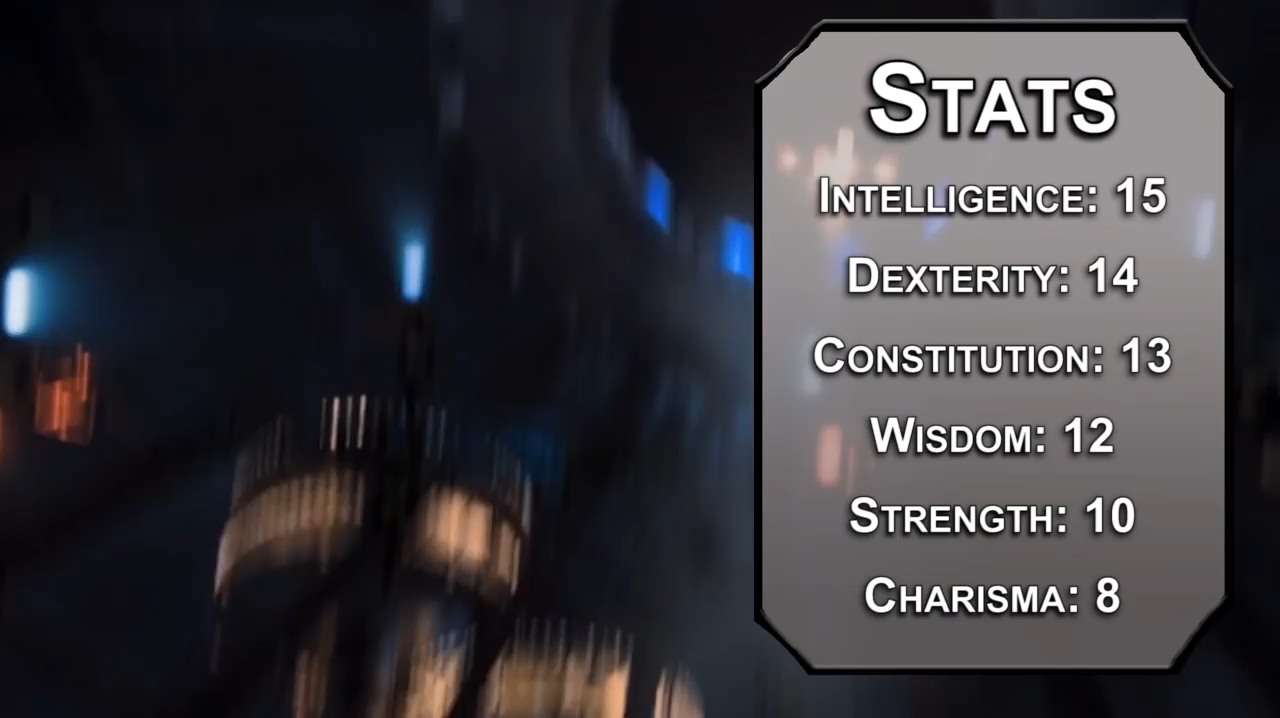 Stats
Intelligence: 15
Dexterity: 14
Constitution: 13
Wisdom: 12
Strength: 10
Charisma: 8